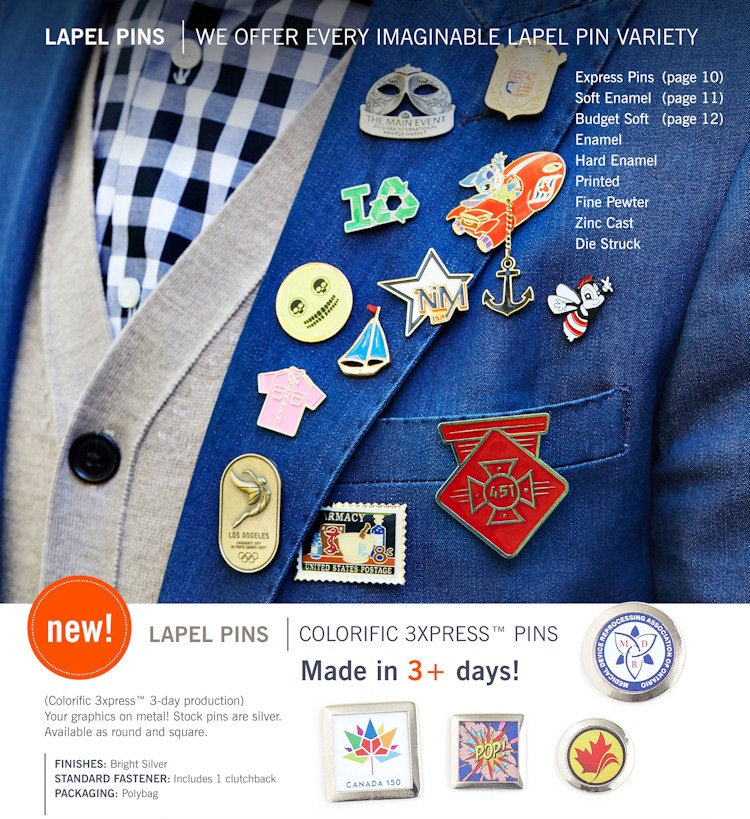 LAPEL PINS | WE OFFER EVERY IMAGINABLE LAPEL PIN VARIETY
Express Pins (page 10)
Soft Enamel (page 11)
Budget Soft (page 12)
Enamel
Hard Enamel
Printed
Fine Pewter
Zinc Cast
Die Struck
THE MAIN EVENT
NM
451
LOS ANGELES
ARMACY
8c
UNITED STATES POSTAGE
new!
LAPEL PINS | COLORIFIC 3XPRESS™ PINS
Made in 3+ days!
(Colorific 3xpress™ 3-day production)
Your graphics on metal! Stock pins are silver.
Available as round and square.
FINISHES: Bright Silver
STANDARD FASTENER: Includes 1 clutchback
PACKAGING: Polybag
MEDICAL DEVICE REPROCESSING ASSOCIATION OF ONTARIO
M D
R
CANADA 150
POP!